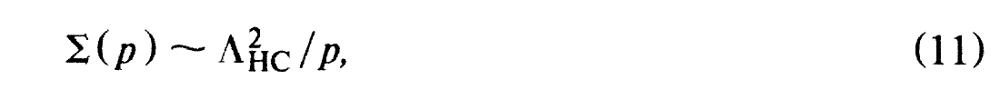 Σ(p) ~ Λ²_HC/p, (11)